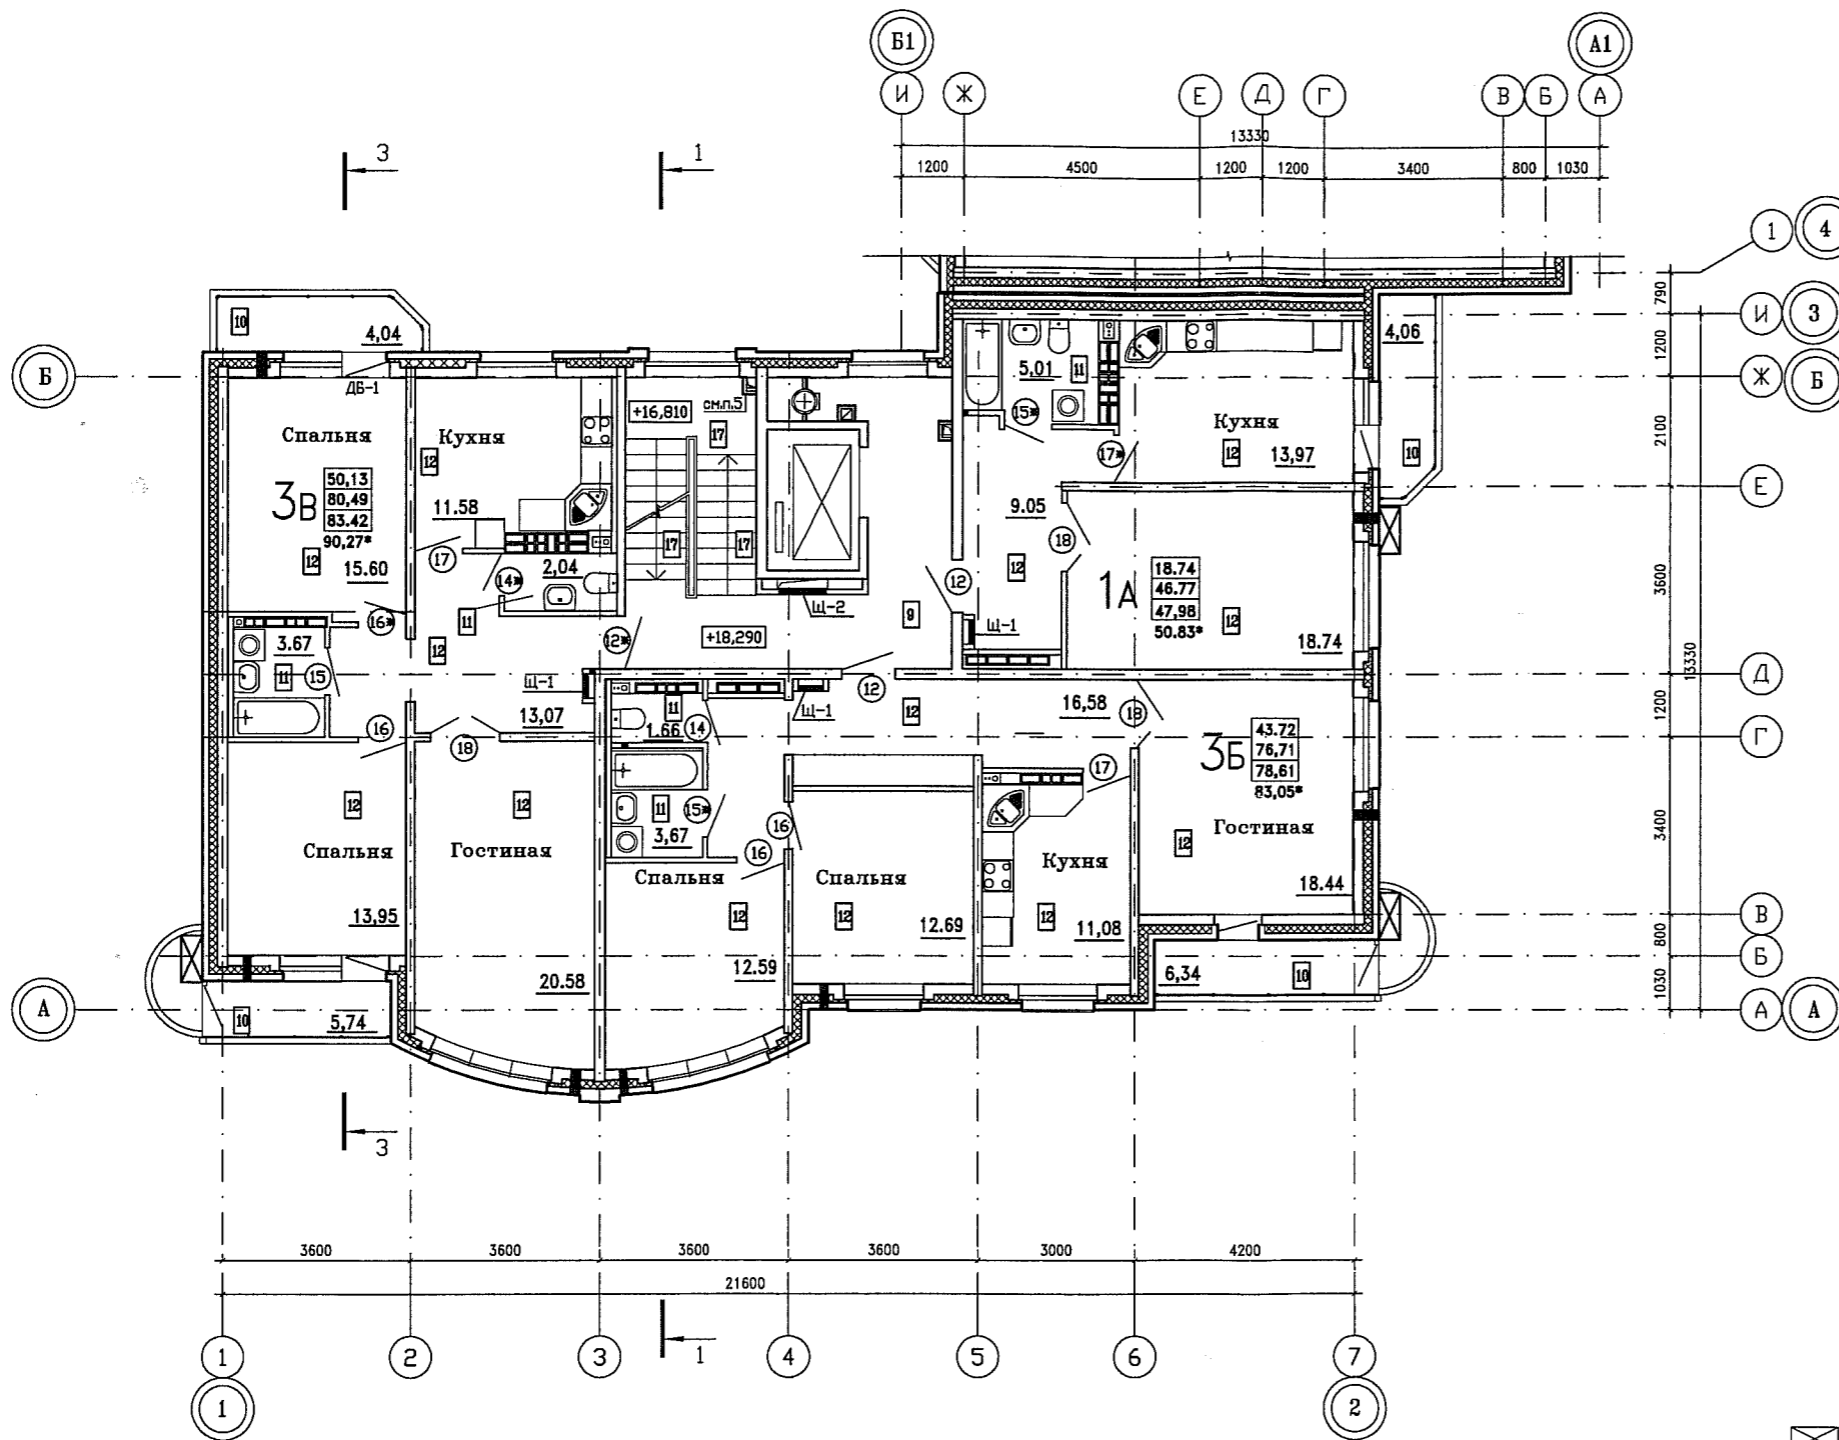 Б1 А1
И Ж Е Д Г В Б А
13330
1200 4500 1200 1200 3400 800 1030
3 1
1 4
790
И 3
10 4,04 4,06
1200
Б ДБ-1 5,01 11 Ж Б
+16,810 см.п.5
15*
17
Спальня Кухня Кухня
2100
12 17* 12 13,97 10
3В 50,13
80,49
83.42
90,27*
11.58 9.05 Е
17 17 17 18
12 15.60 14* 2,04 12 12
1А 18.74
46.77
47,98
50.83*
3600
13330
Щ-2
16* 11 9 12
3.67 12 12* +18,290 Щ-1 18.74
11 15
Щ-1 12 Д
13,07 11 Щ-1 12 16,58 18
1.66 14 1200
16 18 3Б 43.72
76,71
78,61
83,05*
Г
17
12 12 11 15* 16 12
3,67
Гостиная
3400
Спальня Гостиная 16 Кухня
Спальня Спальня
18.44
13,95 12 12 12.69 12 11,08 В
800
20.58 12.59 6,34 10 Б
1030
А 10 5,74 А А
3
3600 3600 3600 3600 3000 4200
21600
1
1 2 3 4 5 6 7
1 2